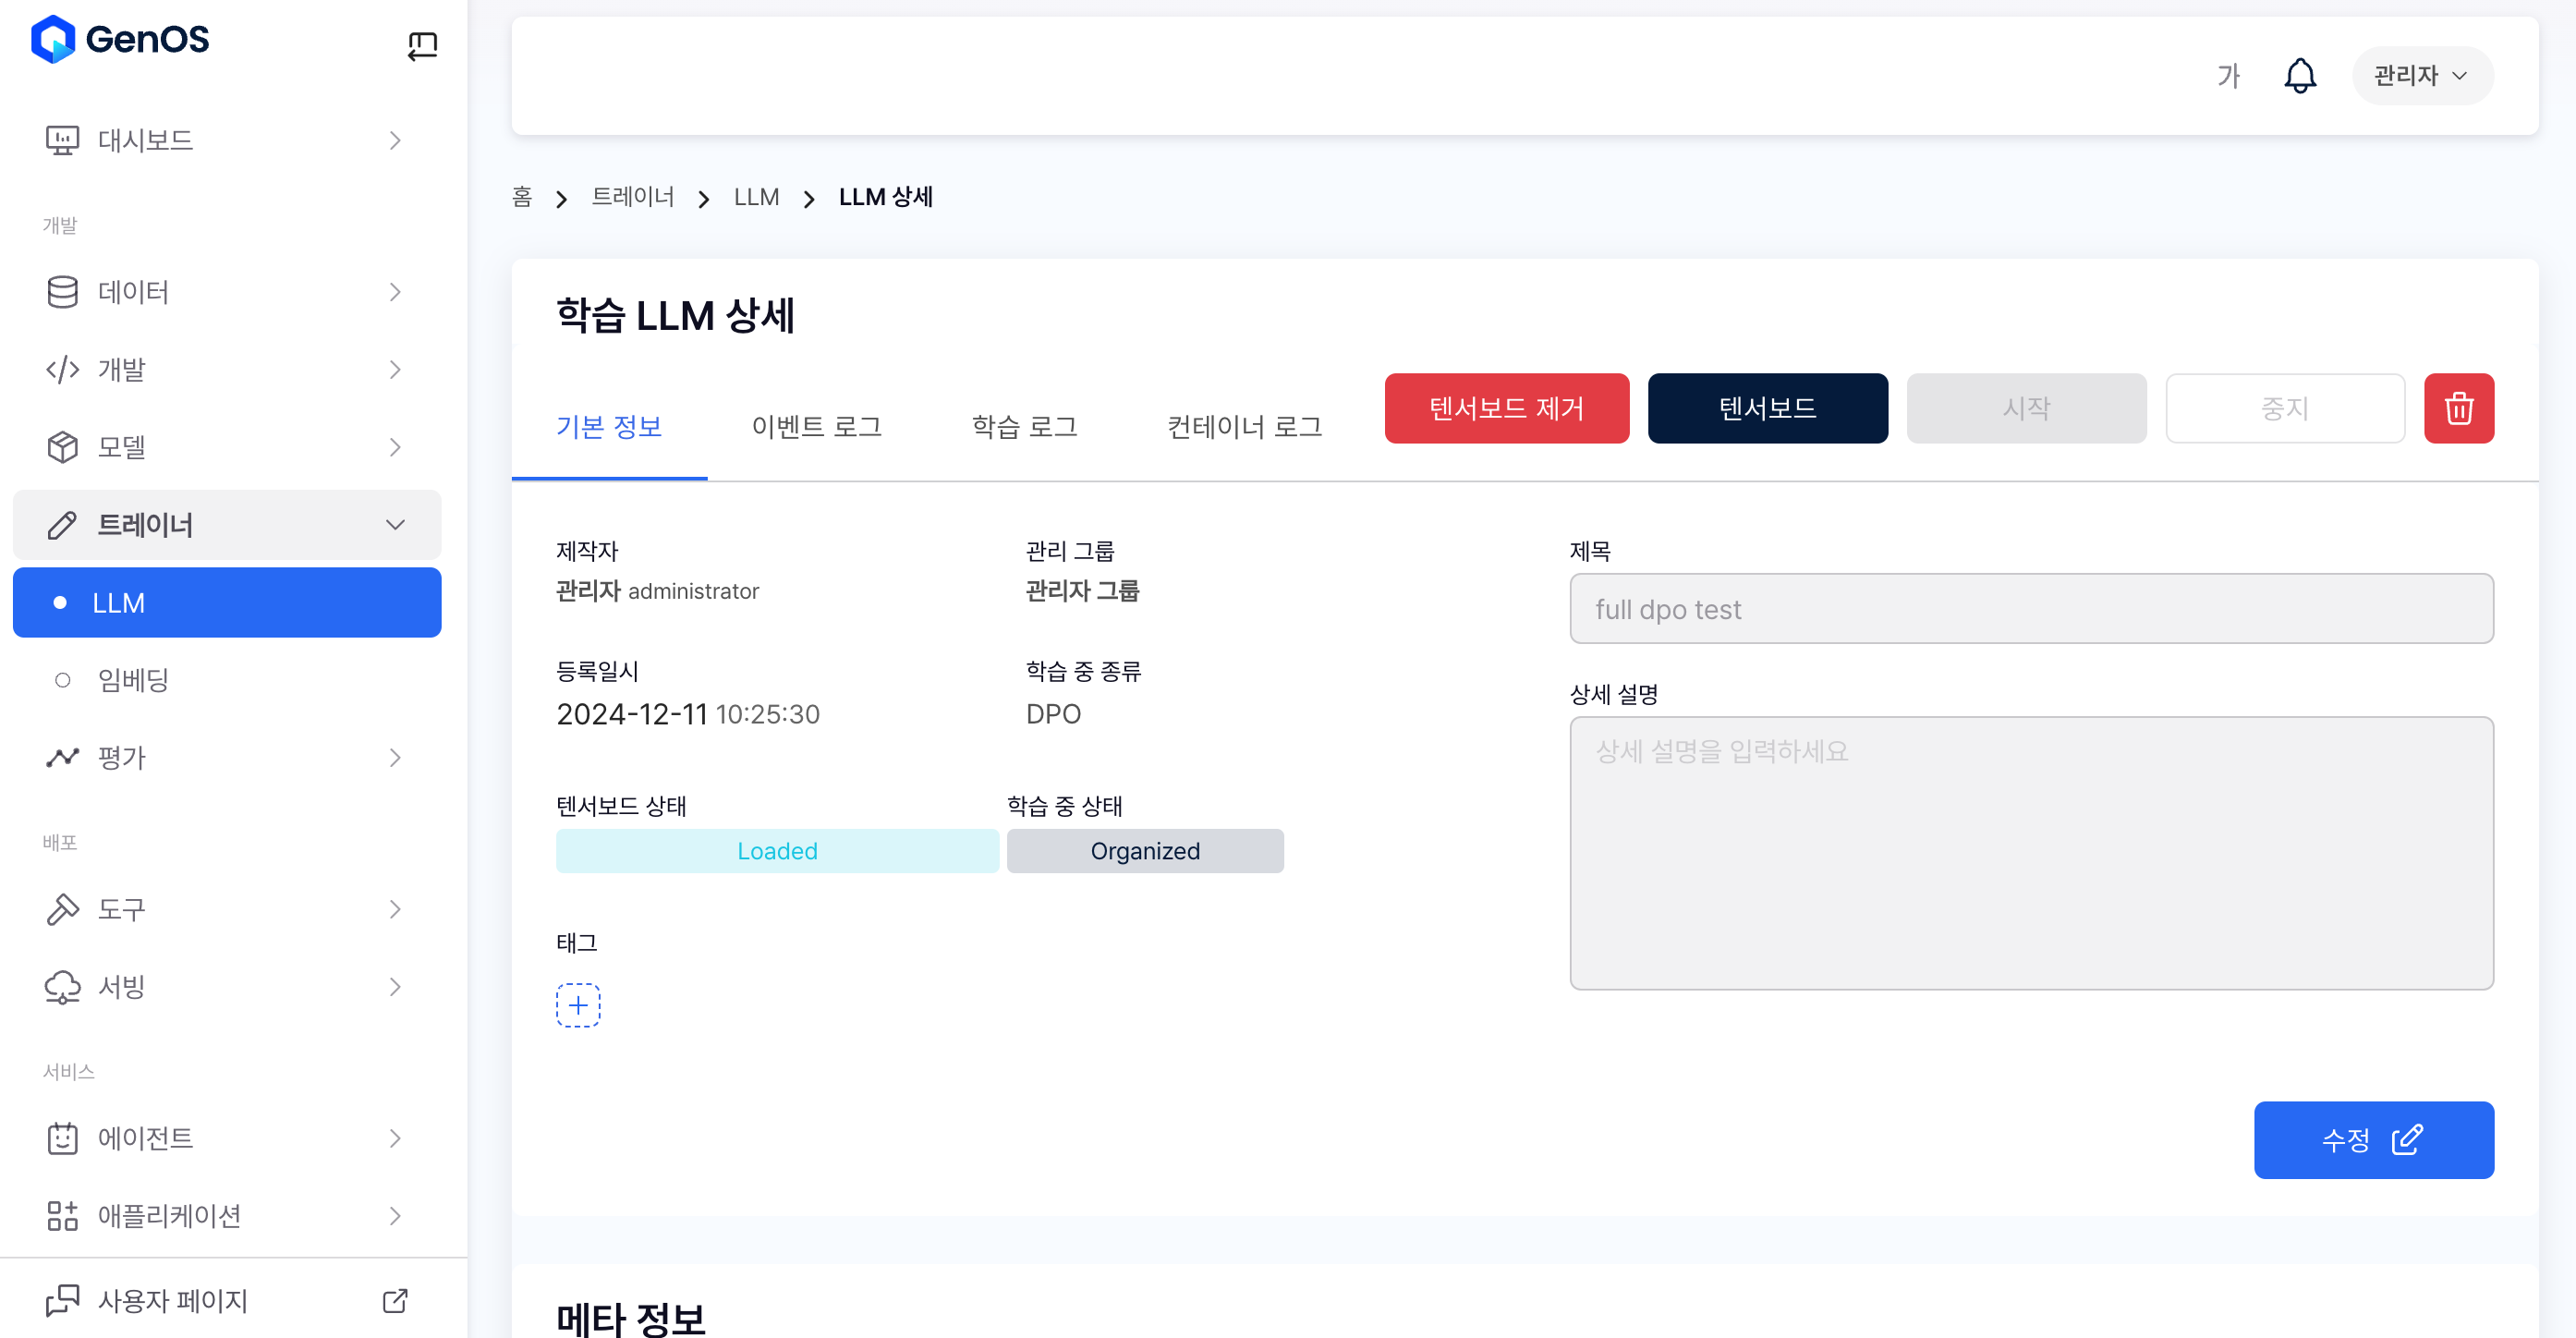 GenOS
대시보드
개발
데이터
개발
모델
트레이너
LLM
임베딩
평가
배포
도구
서빙
서비스
에이전트
애플리케이션
사용자 페이지
가
관리자
홈 트레이너 LLM LLM 상세
학습 LLM 상세
기본 정보 이벤트 로그 학습 로그 컨테이너 로그 텐서보드 제거 텐서보드 시작 중지
제작자 관리 그룹
관리자 administrator 관리자 그룹
등록일시 학습 중 종류
2024-12-11 10:25:30 DPO
텐서보드 상태 학습 중 상태
Loaded Organized
태그
제목
full dpo test
상세 설명
상세 설명을 입력하세요
수정
메타 정보